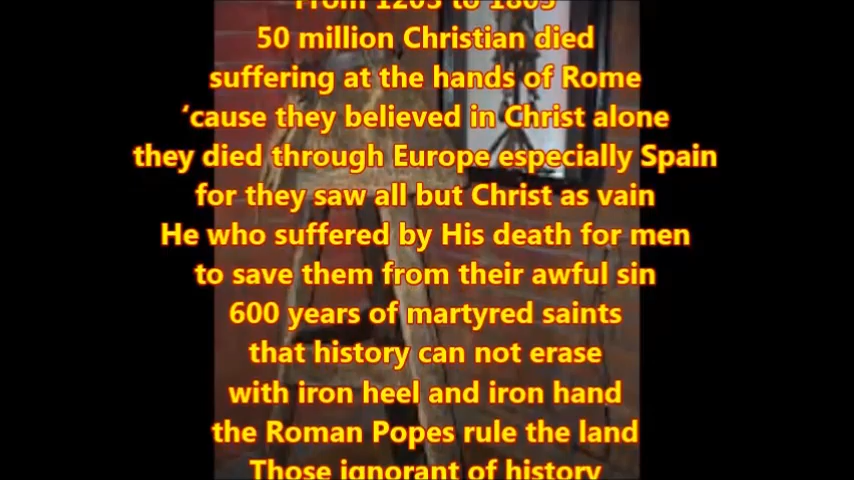 From 1203 to 1803
50 million Christian died
suffering at the hands of Rome
‘cause they believed in Christ alone
they died through Europe especially Spain
for they saw all but Christ as vain
He who suffered by His death for men
to save them from their awful sin
600 years of martyred saints
that history can not erase
with iron heel and iron hand
the Roman Popes rule the land
Those ignorant of history